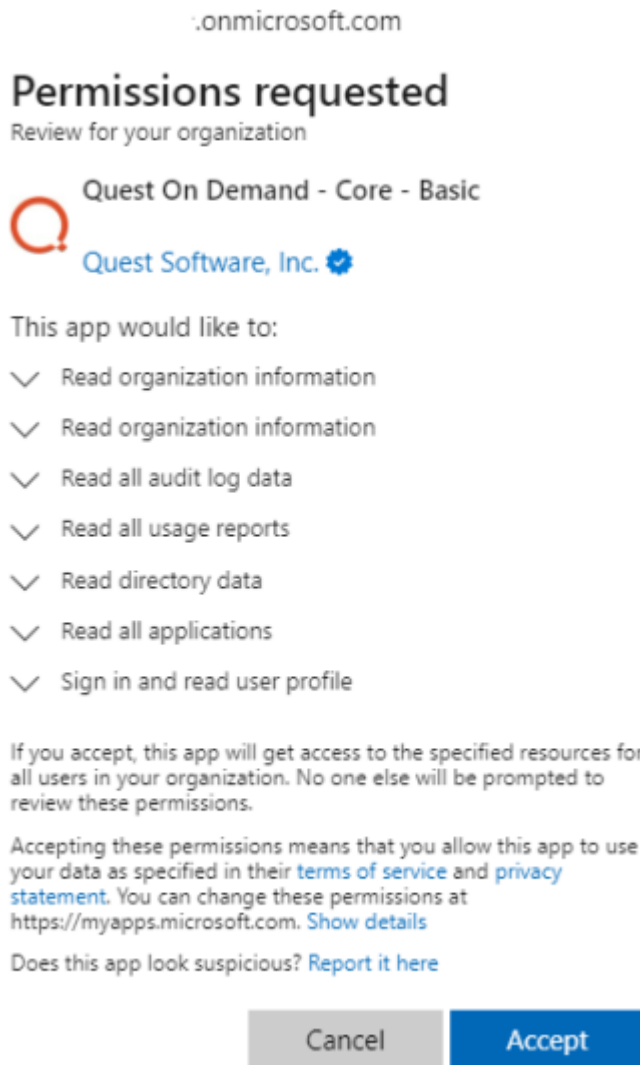 .onmicrosoft.com
Permissions requested
Review for your organization
Quest On Demand - Core - Basic
Quest Software, Inc.
This app would like to:
Read organization information
Read organization information
Read all audit log data
Read all usage reports
Read directory data
Read all applications
Sign in and read user profile
If you accept, this app will get access to the specified resources for
all users in your organization. No one else will be prompted to
review these permissions.
Accepting these permissions means that you allow this app to use
your data as specified in their terms of service and privacy
statement. You can change these permissions at
https://myapps.microsoft.com. Show details
Does this app look suspicious? Report it here
Cancel
Accept